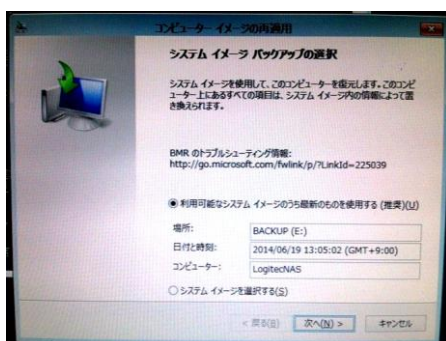 コンピューター イメージの再適用
システム イメージ バックアップの選択
システム イメージを使用して、このコンピューターを復元します。このコンピ
ューター上にあるすべての項目は、システム イメージ内の情報によって置
き換えられます。
BMR のトラブルシューティング情報:
http://go.microsoft.com/fwlink/p/?LinkId=225039
利用可能なシステム イメージのうち最新のものを使用する (推奨)(U)
場所: BACKUP (E:)
日付と時刻: 2014/06/19 13:05:02 (GMT+9:00)
コンピューター: LogitecNAS
システム イメージを選択する(S)
< 戻る(B) 次へ(N) > キャンセル